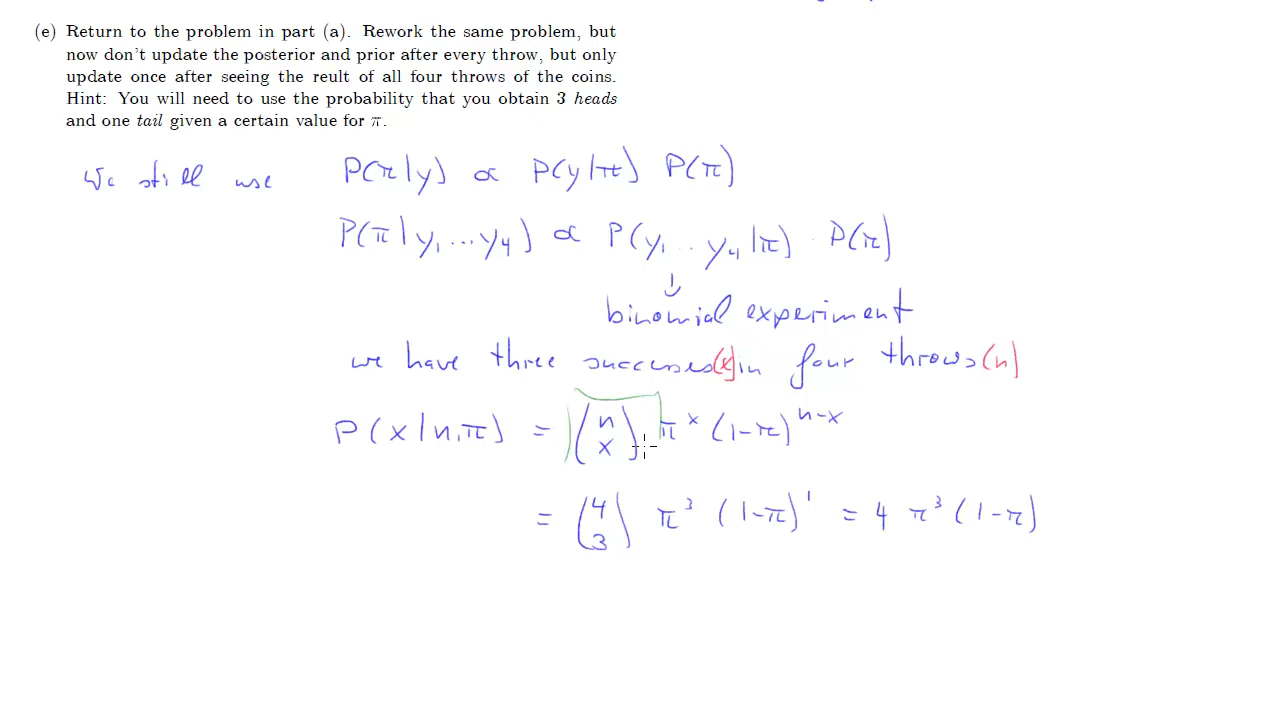 (e) Return to the problem in part (a). Rework the same problem, but
now don't update the posterior and prior after every throw, but only
update once after seeing the reult of all four throws of the coins.
Hint: You will need to use the probability that you obtain 3 heads
and one tail given a certain value for π.
We still use P(π|y) ∝ P(y|π) P(π)
P(π|y₁...y₄) ∝ P(y₁..y₄|π) · P(π)
↓
binomial experiment
we have three successes(x) in four throws(n)
P(x|n,π) = (n x) π^x (1-π)^(n-x)
= (4 3) π³ (1-π)¹ = 4 π³ (1-π)